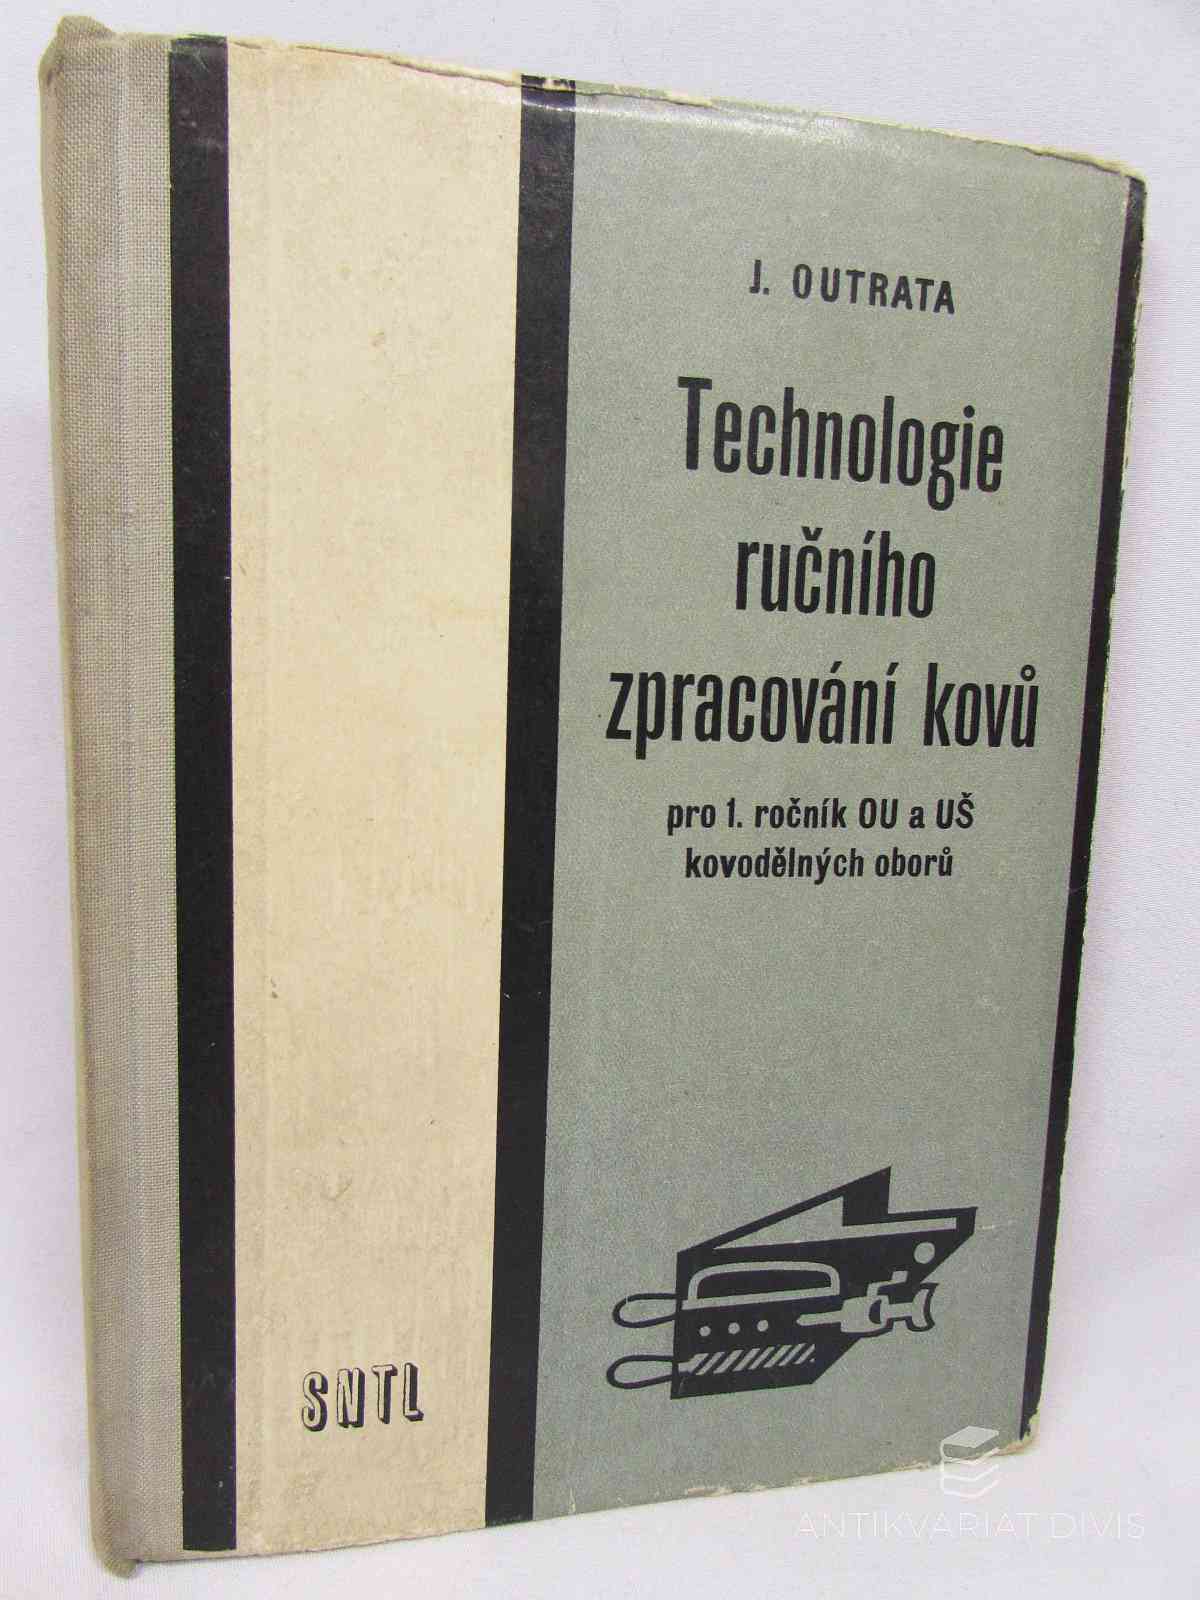 J. OUTRATA
Technologie
ručního
zpracování kovů
pro 1. ročník OU a UŠ
kovodělných oborů
SNTL
ANTIKVARIAT DIVIS